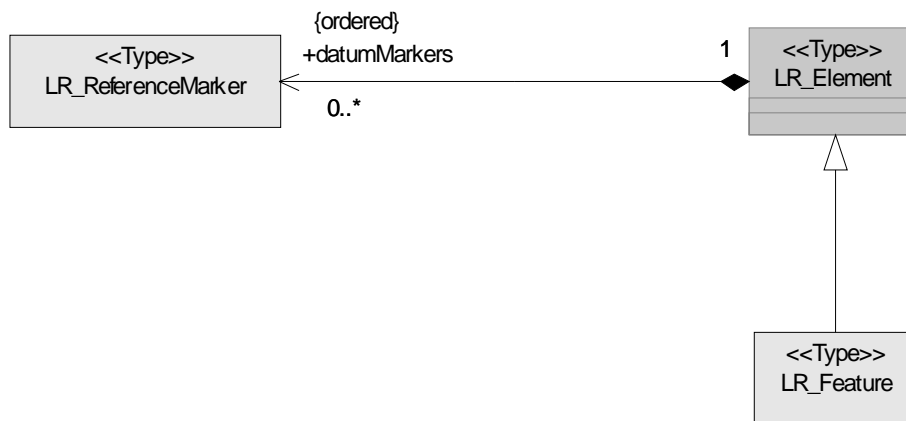 {ordered}
+datumMarkers
1
<<Type>>
LR_ReferenceMarker
0..*
<<Type>>
LR_Element
<<Type>>
LR_Feature